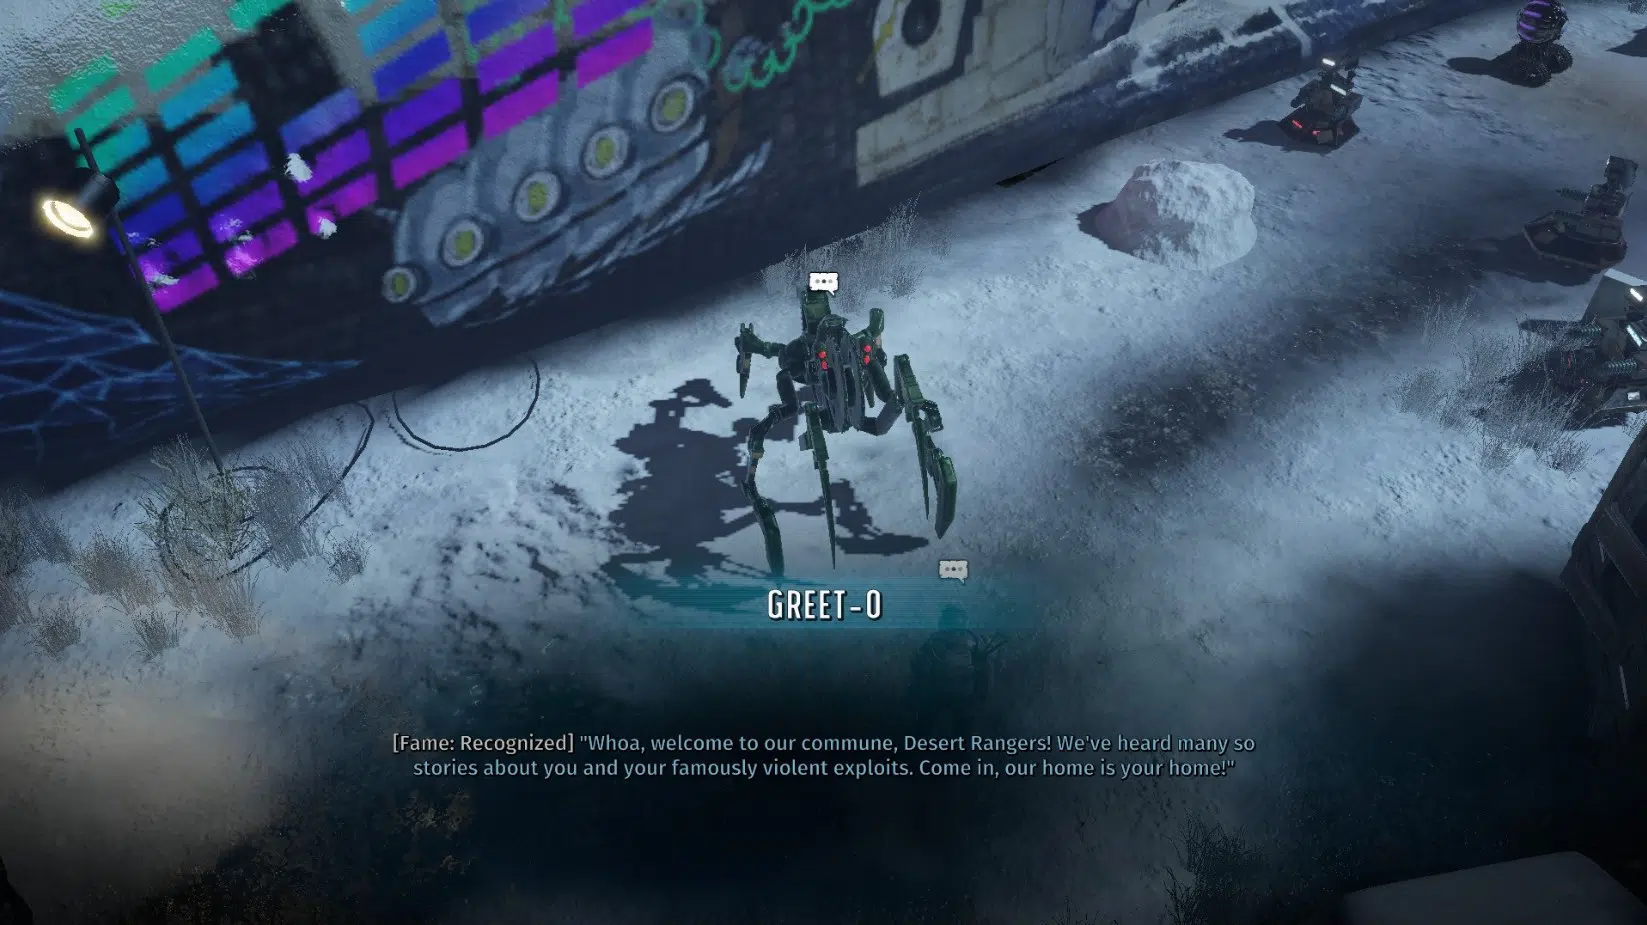 GREET-O
[Fame: Recognized] "Whoa, welcome to our commune, Desert Rangers! We've heard many so
stories about you and your famously violent exploits. Come in, our home is your home!"